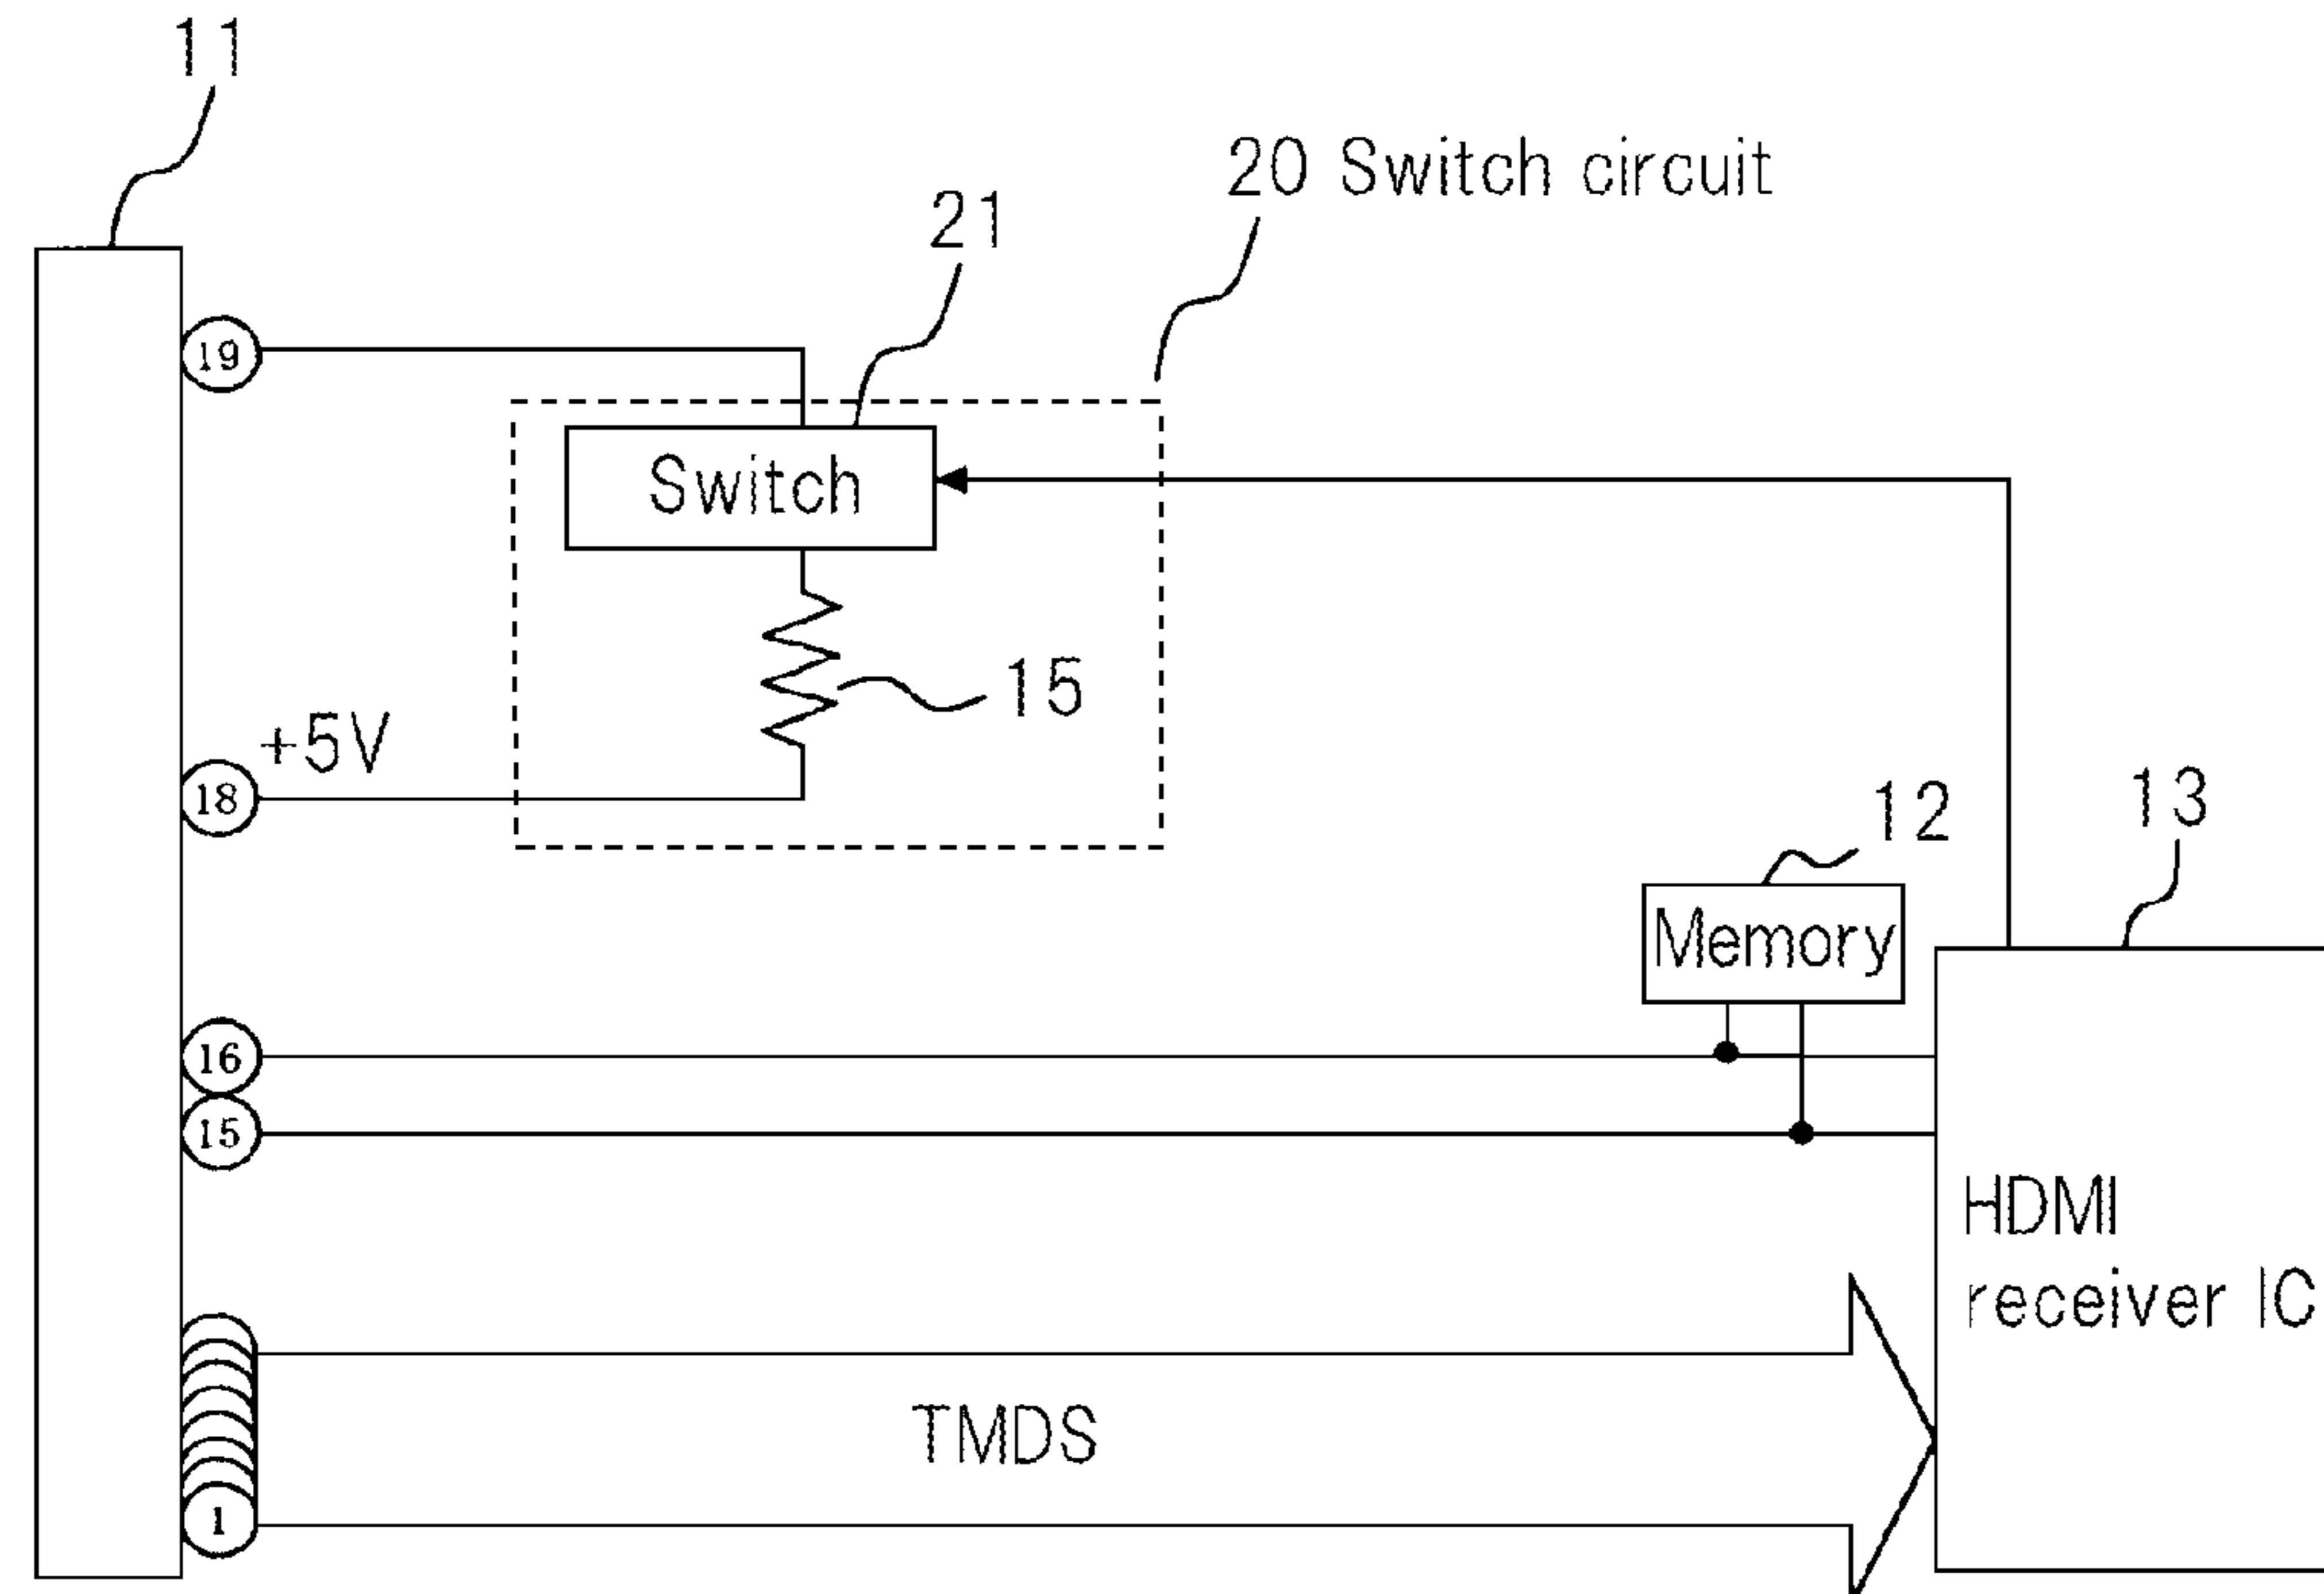 11
20 Switch circuit
21
19
Switch
15
+5V
18
12
13
Memory
16
15
HDMI
receiver IC
TMDS
1